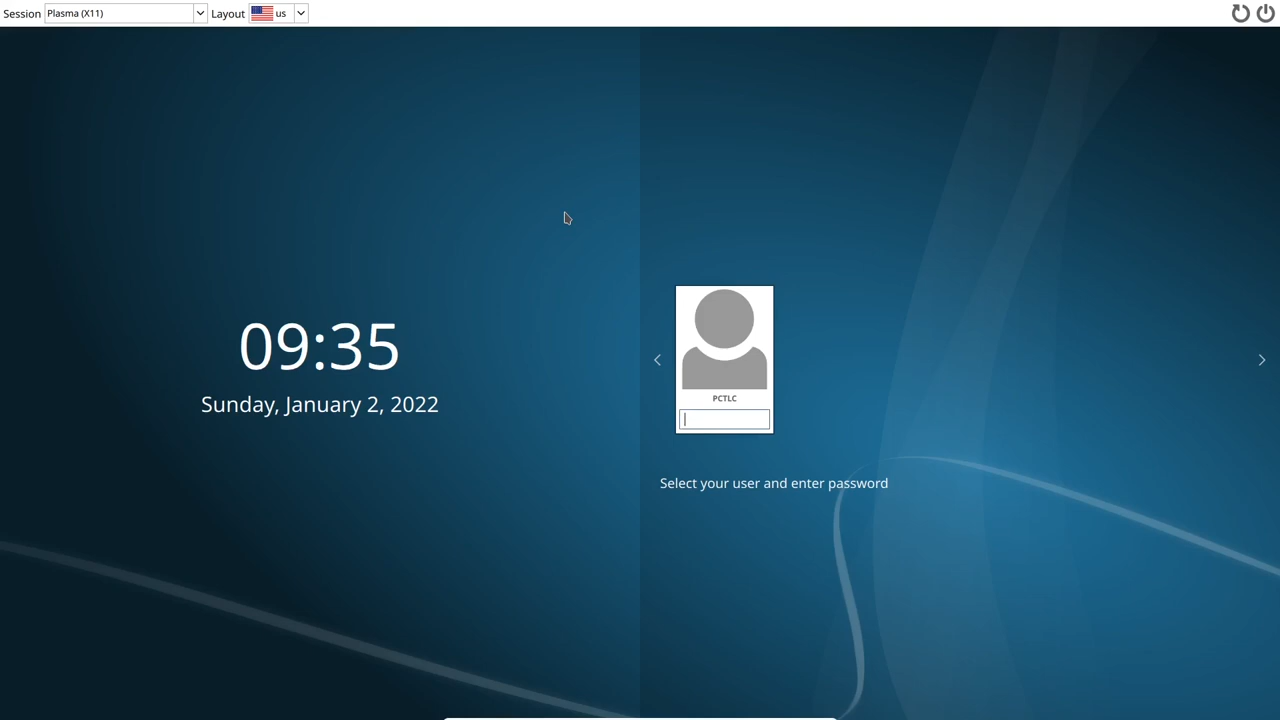 Session Plasma (X11) Layout us
09:35
Sunday, January 2, 2022
PCTLC
Select your user and enter password